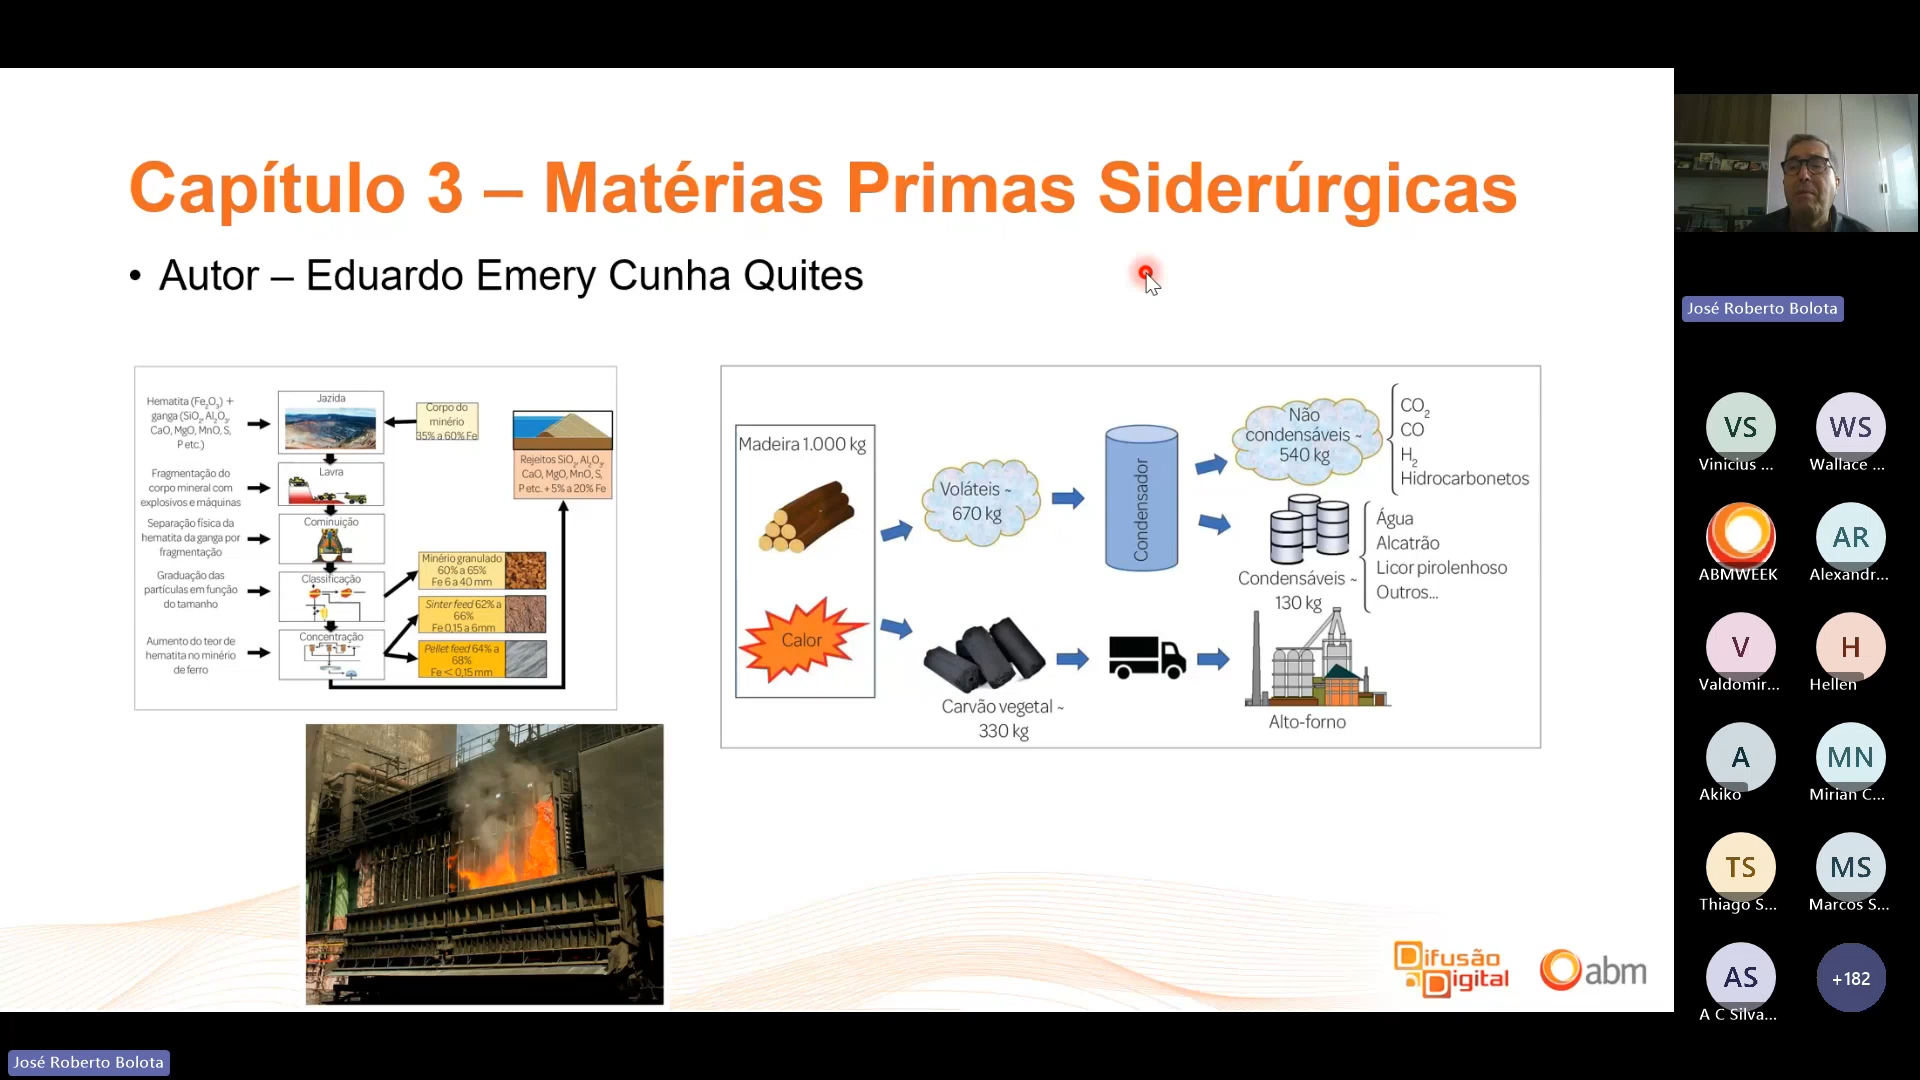 Capítulo 3 – Matérias Primas Siderúrgicas
• Autor – Eduardo Emery Cunha Quites
Hematita (Fe₂O₃) +
ganga (SiO₂, Al₂O₃,
CaO, MgO, MnO, S,
P etc.)
Jazida
Corpo do
minério
35% a 60% Fe
Fragmentação do
corpo mineral com
explosivos e máquinas
Lavra
Rejeitos SiO₂, Al₂O₃,
CaO, MgO, MnO, S,
P etc. + 5% a 20% Fe
Separação física da
hematita da ganga por
fragmentação
Cominuição
Graduação das
partículas em função
do tamanho
Classificação
Minério granulado
60% a 65%
Fe 6 a 40 mm
Sinter feed 62% a
66%
Fe 0,15 a 6mm
Aumento do teor de
hematita no minério
de ferro
Concentração
Pellet feed 64% a
68%
Fe < 0,15 mm
Madeira 1.000 kg
Calor
Voláteis ~
670 kg
Condensador
Não
condensáveis ~
540 kg
CO₂
CO
H₂
Hidrocarbonetos
Condensáveis ~
130 kg
Água
Alcatrão
Licor pirolenhoso
Outros...
Carvão vegetal ~
330 kg
Alto-forno
Difusão
Digital
abm
José Roberto Bolota
VS
Vinicius ...
WS
Wallace ...
ABMWEEK
AR
Alexandr...
V
Valdomir...
H
Hellen
A
Akiko
MN
Mirian C...
TS
Thiago S...
MS
Marcos S...
AS
A C Silva...
+182
José Roberto Bolota